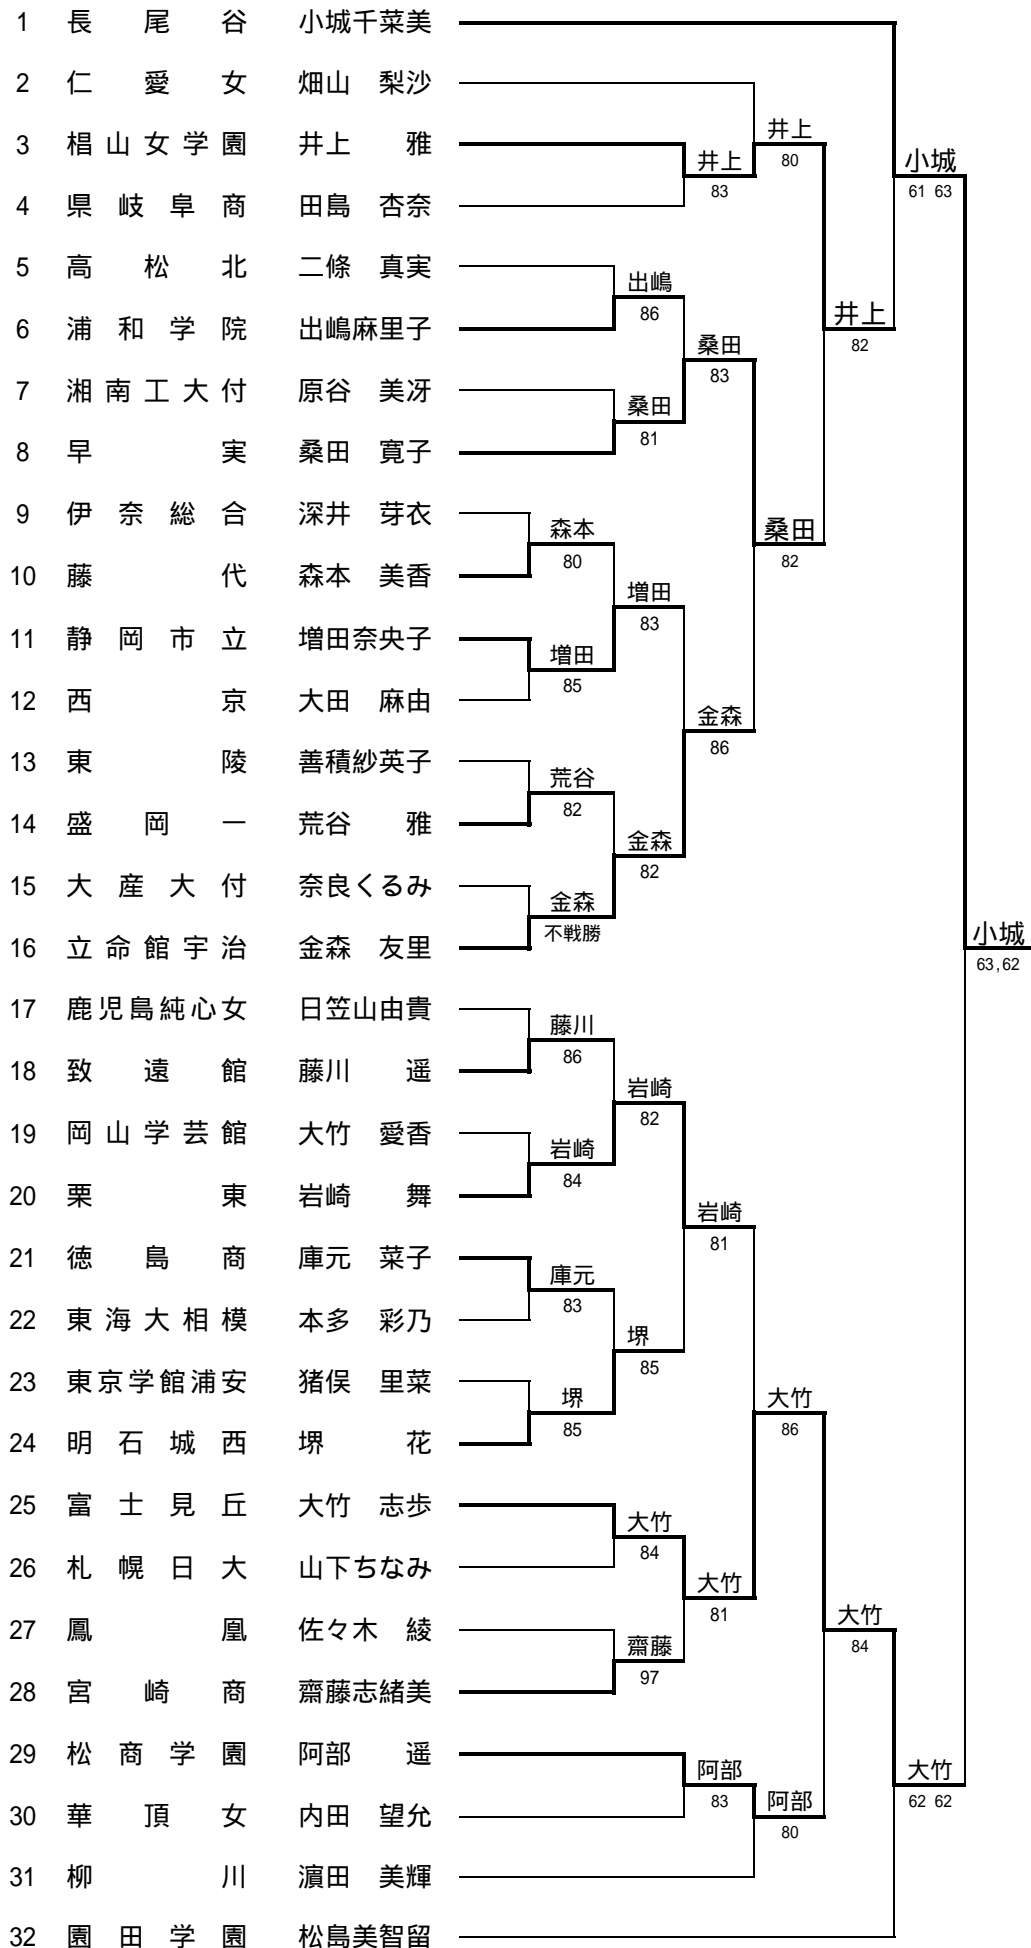 1 長尾谷 小城千菜美
2 仁愛女 畑山 梨沙
井上
3 椙山女学園 井上 雅
井上 80 小城
83 61 63
4 県岐阜商 田島 杏奈
5 高松北 二條 真実
出嶋
86 井上
6 浦和学院 出嶋麻里子
桑田 82
83
7 湘南工大付 原谷 美冴
桑田
81
8 早実 桑田 寛子
9 伊奈総合 深井 芽衣
森本 桑田
80 82
10 藤代 森本 美香
増田
83
11 静岡市立 増田奈央子
増田
85
12 西京 大田 麻由
金森
86
13 東陵 善積紗英子
荒谷
82
14 盛岡一 荒谷 雅
金森
82
15 大産大付 奈良くるみ
金森
不戦勝 小城
16 立命館宇治 金森 友里
63,62
17 鹿児島純心女 日笠山由貴
藤川
86
18 致遠館 藤川 遥
岩崎
82
19 岡山学芸館 大竹 愛香
岩崎
84
20 栗東 岩崎 舞
岩崎
81
21 徳島商 庫元 菜子
庫元
83
22 東海大相模 本多 彩乃
堺
85
23 東京学館浦安 猪俣 里菜
堺 大竹
85 86
24 明石城西 堺 花
25 富士見丘 大竹 志歩
大竹
84
26 札幌日大 山下ちなみ
大竹
81 大竹
27 鳳凰 佐々木 綾
齋藤 84
97
28 宮崎商 齋藤志緒美
29 松商学園 阿部 遥
阿部 大竹
83 阿部 62 62
30 華頂女 内田 望允
80
31 柳川 濵田 美輝
32 園田学園 松島美智留